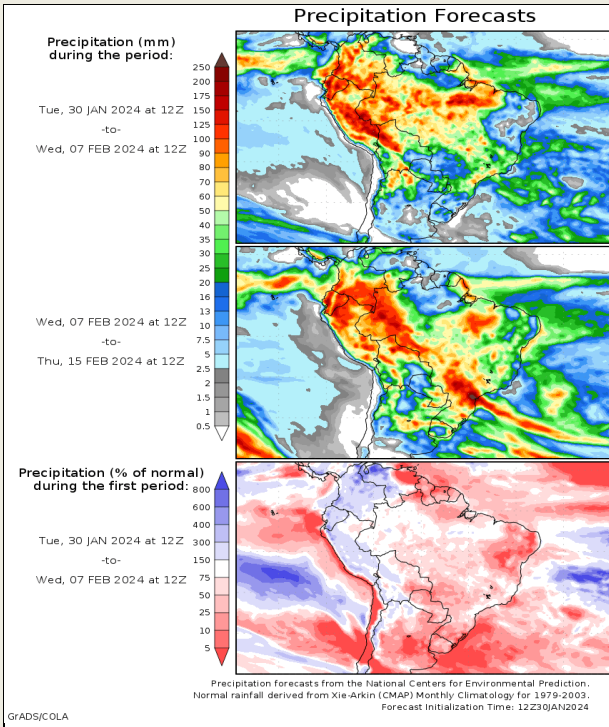 Precipitation Forecasts
Precipitation (mm)
during the period:
Tue, 30 JAN 2024 at 12Z
-to-
Wed, 07 FEB 2024 at 12Z
250
200
175
150
125
100
90
80
70
60
50
40
35
30
25
20
16
13
10
7.5
5
2.5
2
1.5
1
0.5
Wed, 07 FEB 2024 at 12Z
-to-
Thu, 15 FEB 2024 at 12Z
Precipitation (% of normal)
during the first period:
Tue, 30 JAN 2024 at 12Z
-to-
Wed, 07 FEB 2024 at 12Z
800
600
400
300
150
75
50
25
10
5
Precipitation forecasts from the National Centers for Environmental Prediction.
Normal rainfall derived from Xie-Arkin (CMAP) Monthly Climatology for 1979-2003.
Forecast Initialization Time: 12Z30JAN2024
GrADS/COLA